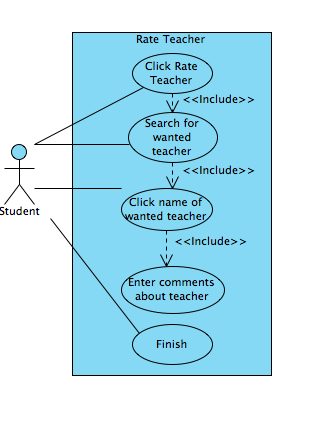 Rate Teacher
Click Rate
Teacher
<<Include>>
Search for
wanted
teacher
<<Include>>
Student
Click name of
wanted teacher
<<Include>>
Enter comments
about teacher
Finish